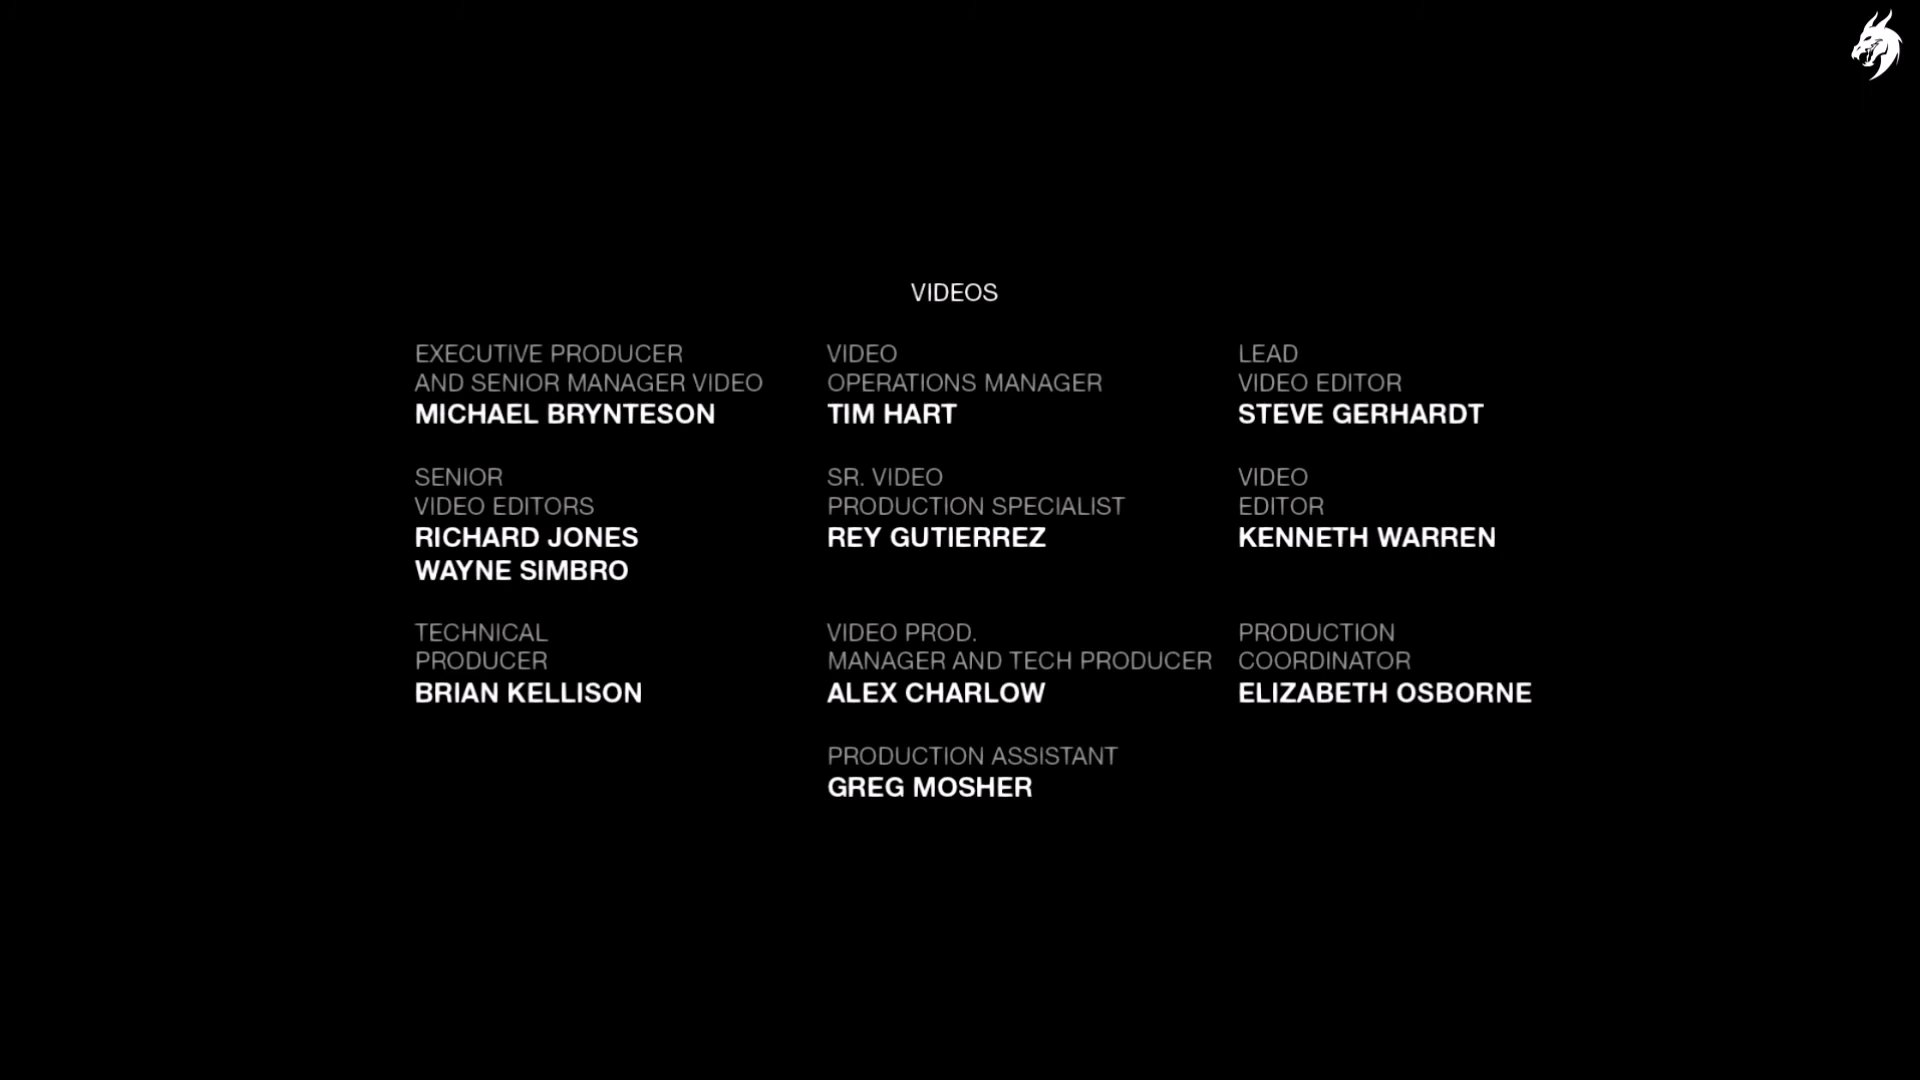 VIDEOS
EXECUTIVE PRODUCER
AND SENIOR MANAGER VIDEO
MICHAEL BRYNTESON
VIDEO
OPERATIONS MANAGER
TIM HART
LEAD
VIDEO EDITOR
STEVE GERHARDT
SENIOR
VIDEO EDITORS
RICHARD JONES
WAYNE SIMBRO
SR. VIDEO
PRODUCTION SPECIALIST
REY GUTIERREZ
VIDEO
EDITOR
KENNETH WARREN
TECHNICAL
PRODUCER
BRIAN KELLISON
VIDEO PROD.
MANAGER AND TECH PRODUCER
ALEX CHARLOW
PRODUCTION
COORDINATOR
ELIZABETH OSBORNE
PRODUCTION ASSISTANT
GREG MOSHER